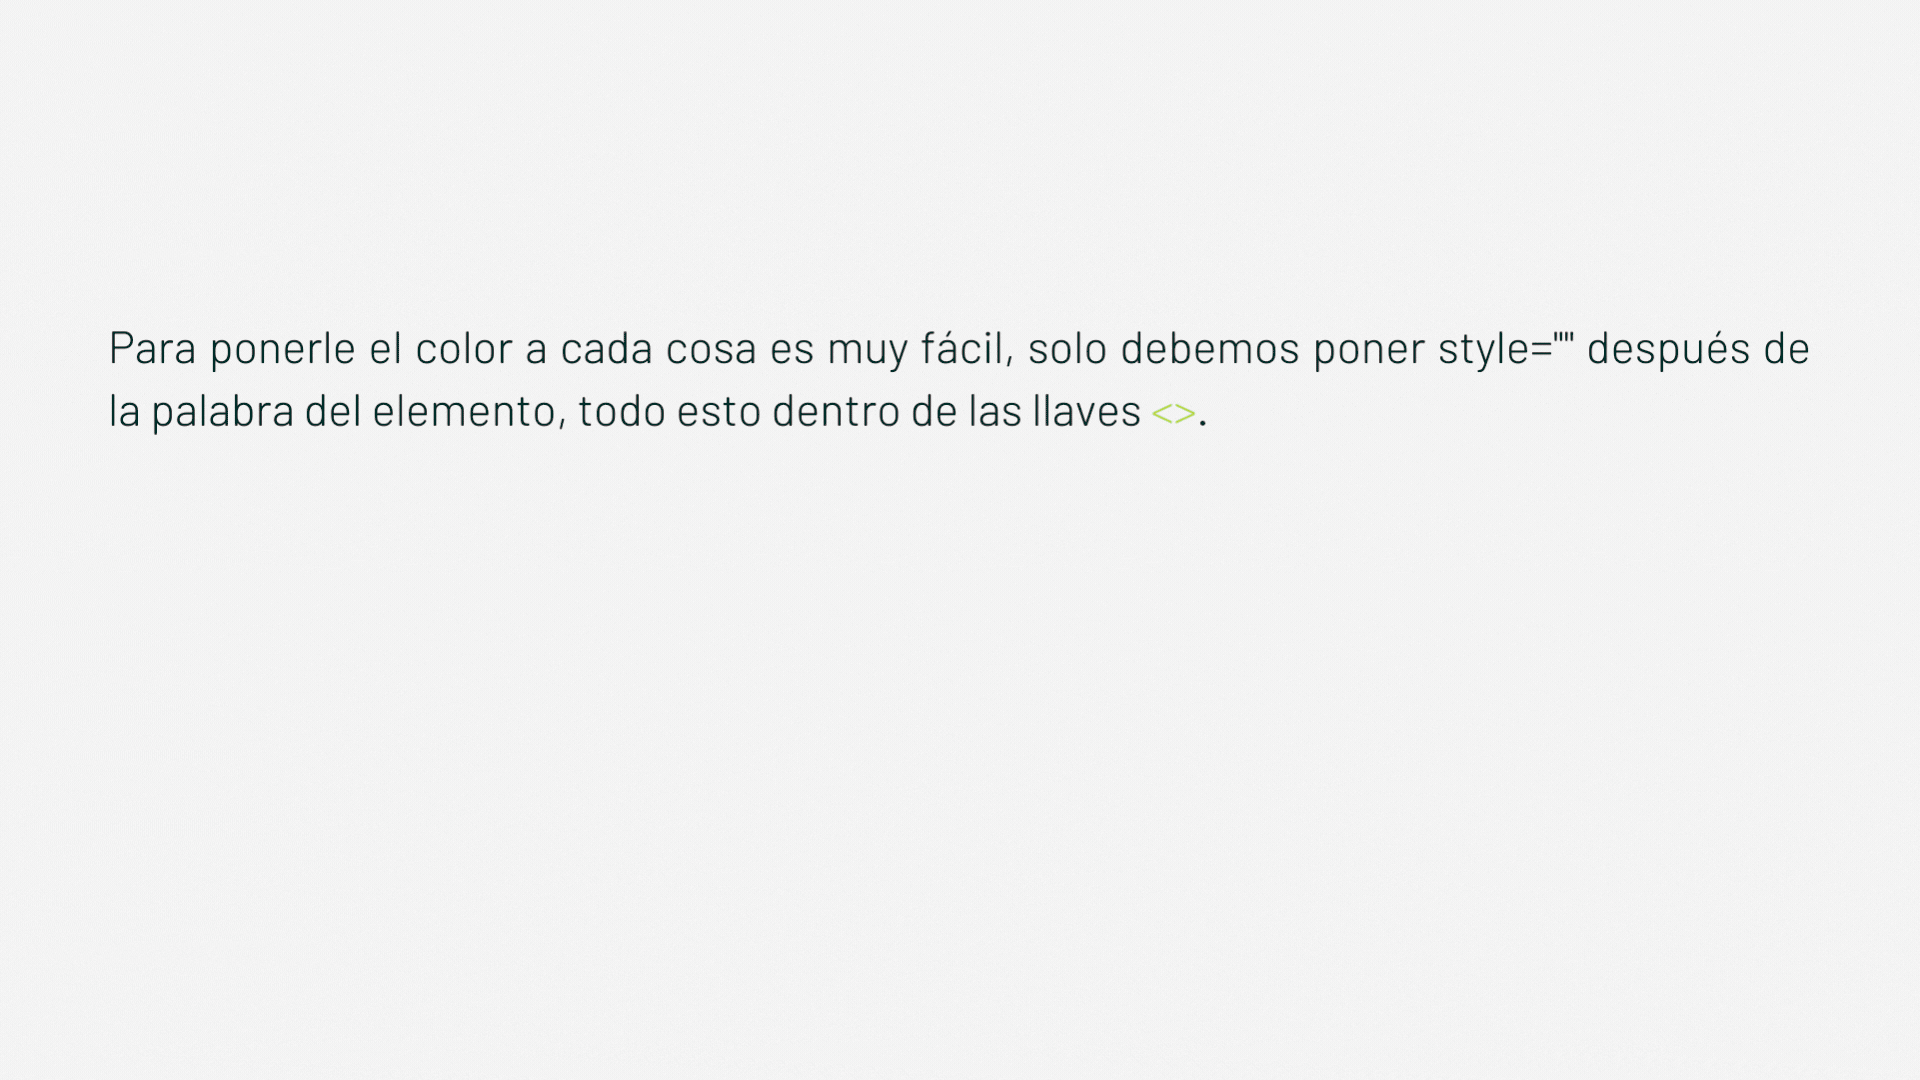 Para ponerle el color a cada cosa es muy fácil, solo debemos poner style="" después de
la palabra del elemento, todo esto dentro de las llaves <>.